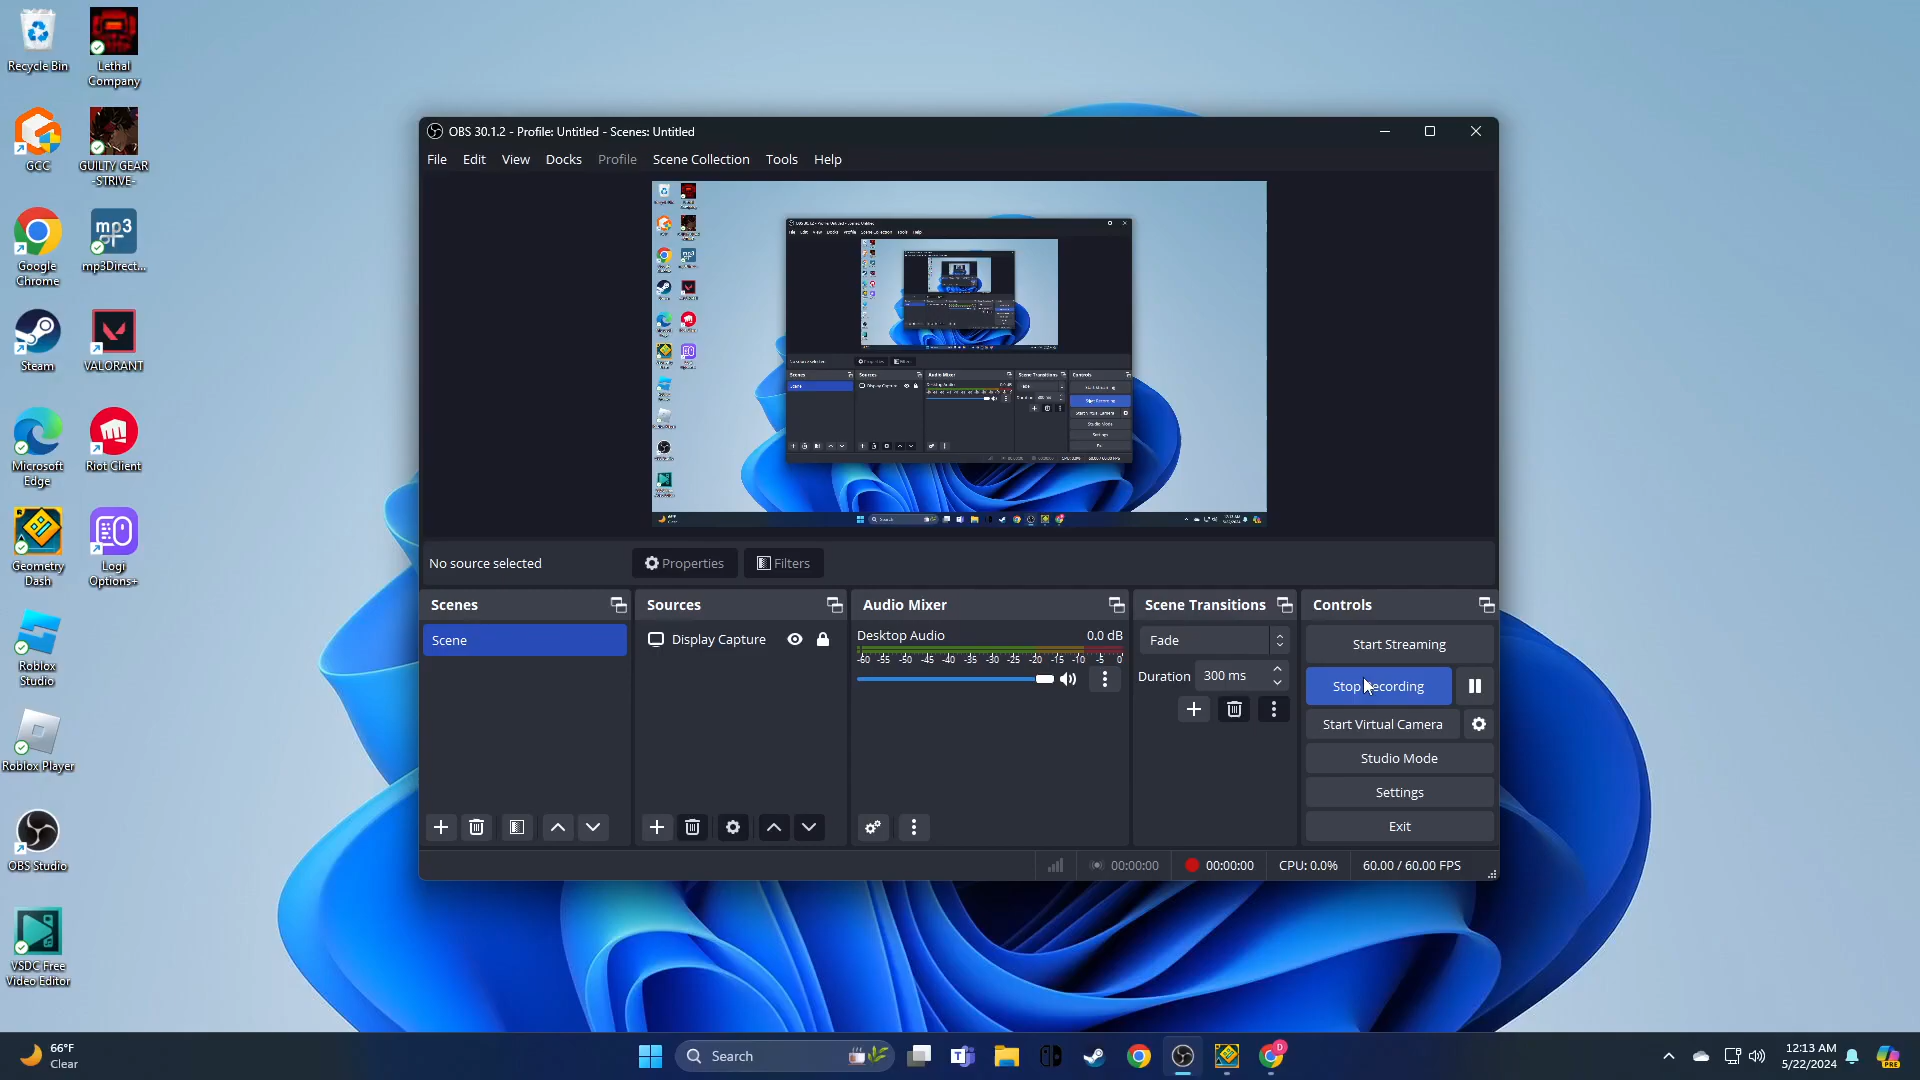 Recycle Bin
Lethal
Company
GCC
GUILTY GEAR
-STRIVE-
Google
Chrome
mp3
mp3Direct...
Steam
VALORANT
Microsoft
Edge
Riot Client
Geometry
Dash
Logi
Options+
Roblox
Studio
Roblox Player
OBS Studio
VSDC Free
Video Editor
OBS 30.1.2 - Profile: Untitled - Scenes: Untitled
File Edit View Docks Profile Scene Collection Tools Help
No source selected
Properties
Filters
Scenes
Scene
Sources
Display Capture
Audio Mixer
Desktop Audio 0.0 dB
-60 -55 -50 -45 -40 -35 -30 -25 -20 -15 -10 -5 0
Scene Transitions
Fade
Duration 300 ms
Controls
Start Streaming
Stop Recording
Start Virtual Camera
Studio Mode
Settings
Exit
00:00:00
00:00:00
CPU: 0.0%
60.00 / 60.00 FPS
66°F
Clear
Search
D
12:13 AM
5/22/2024
PRE